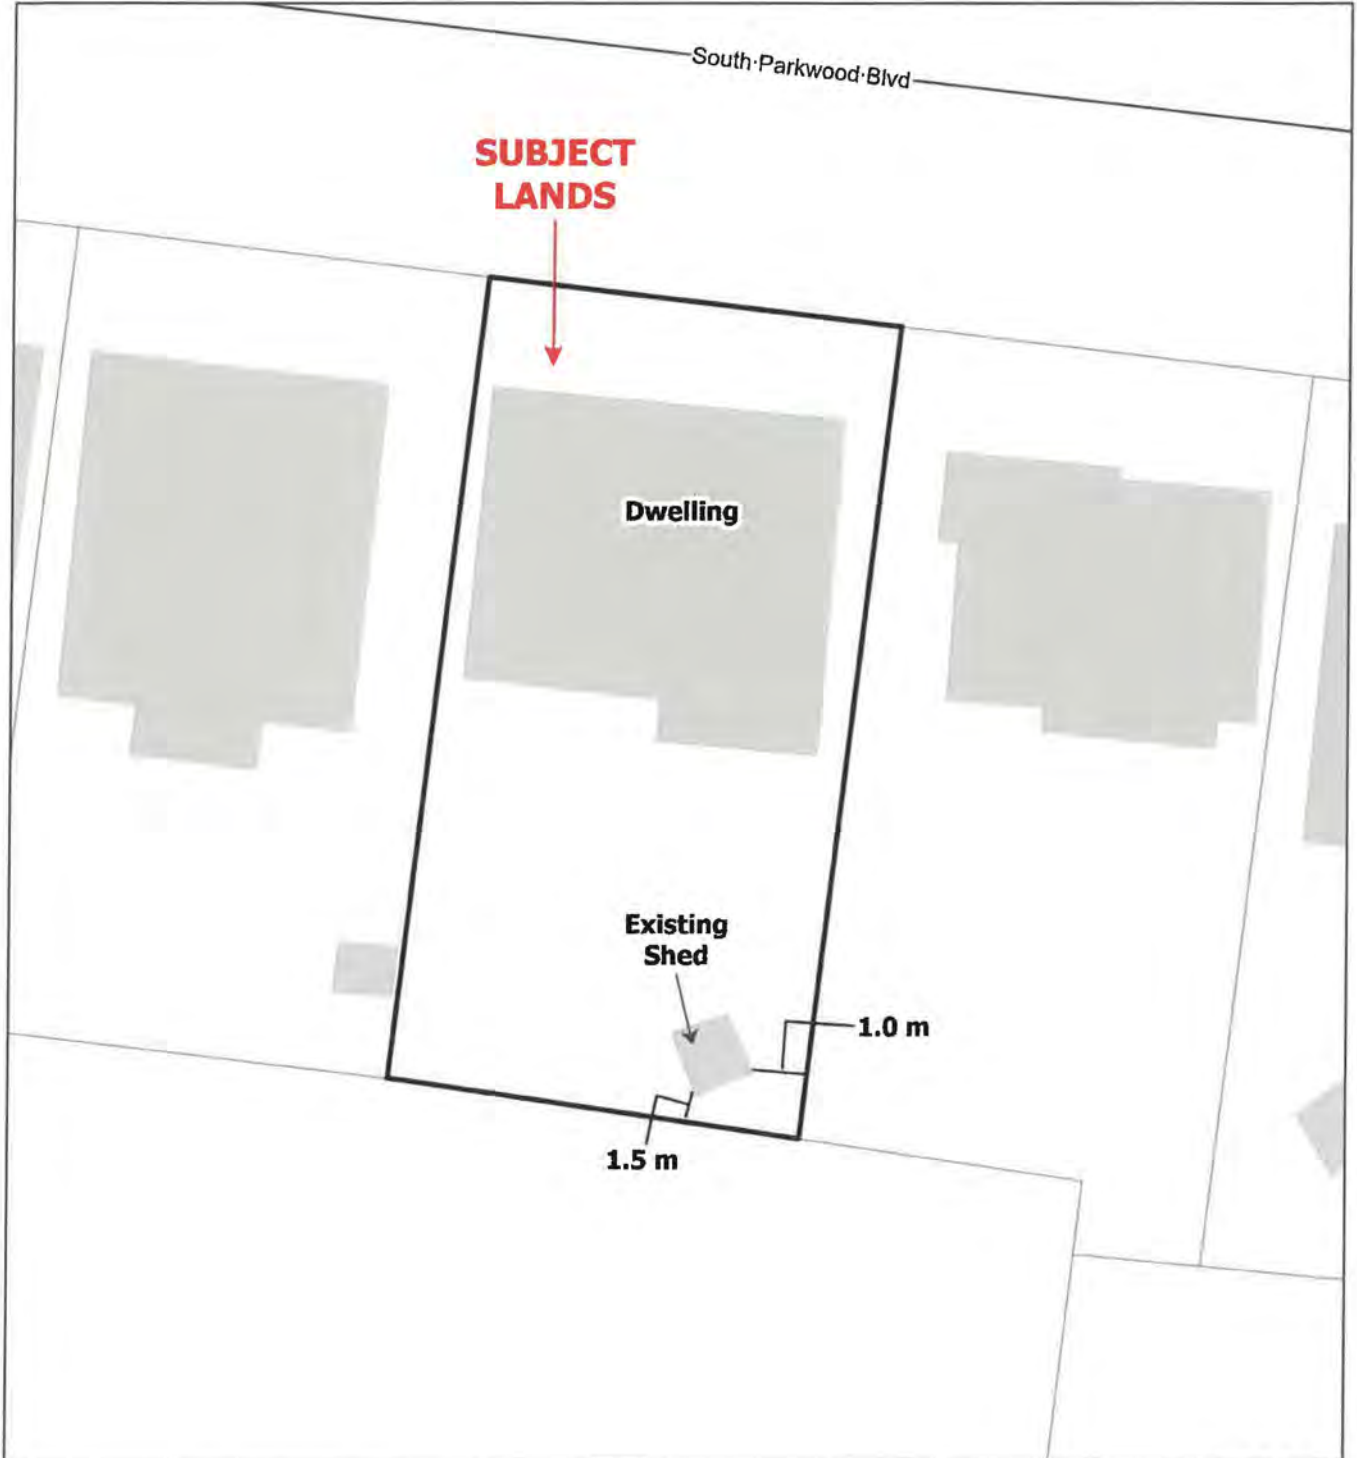 South Parkwood Blvd
SUBJECT
LANDS
Dwelling
Existing
Shed
1.0 m
1.5 m